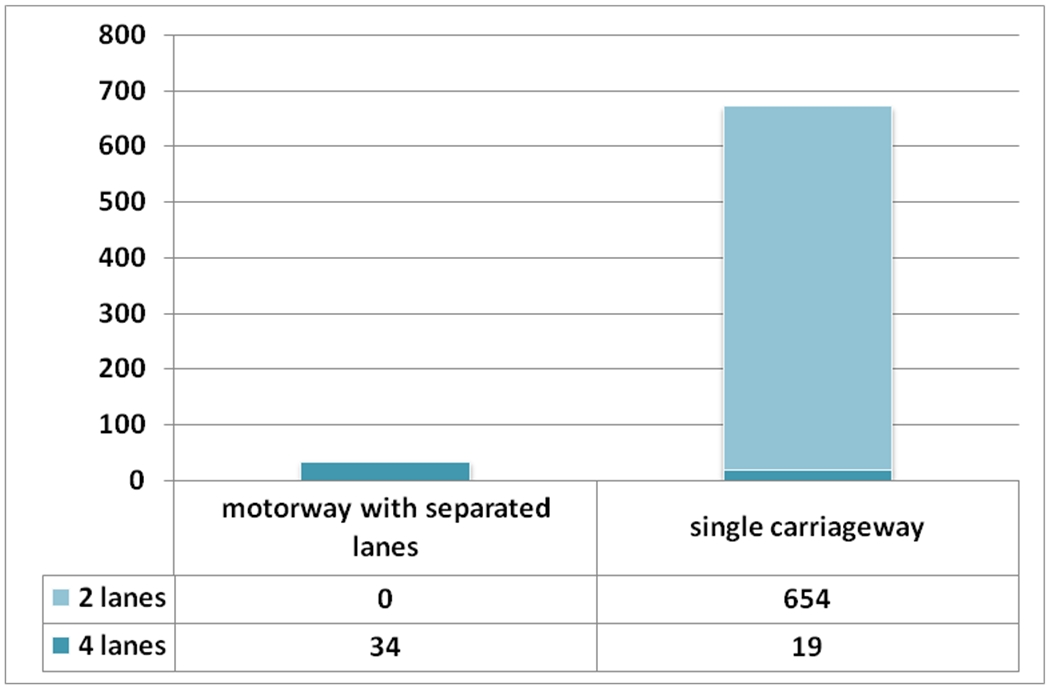 800
700
600
500
400
300
200
100
0
motorway with separated
lanes
single carriageway
2 lanes 0 654
4 lanes 34 19